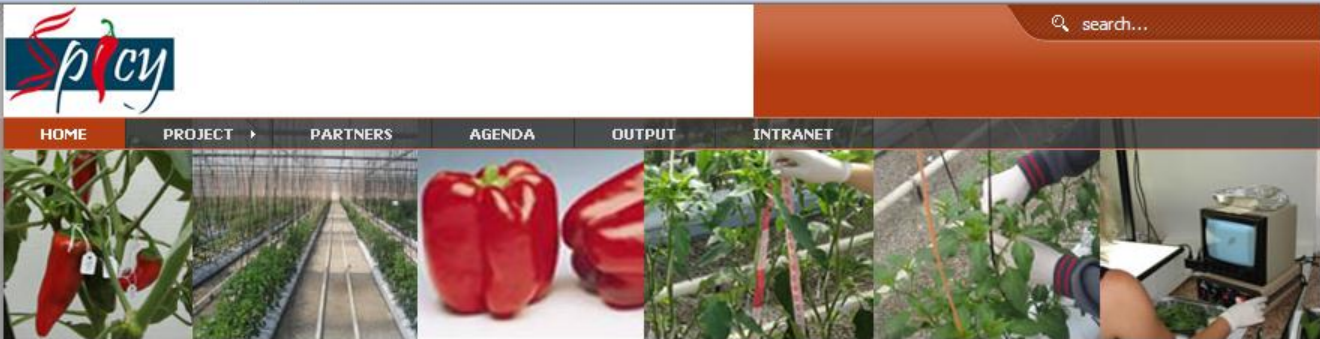 Spicy
search...
HOME PROJECT PARTNERS AGENDA OUTPUT INTRANET